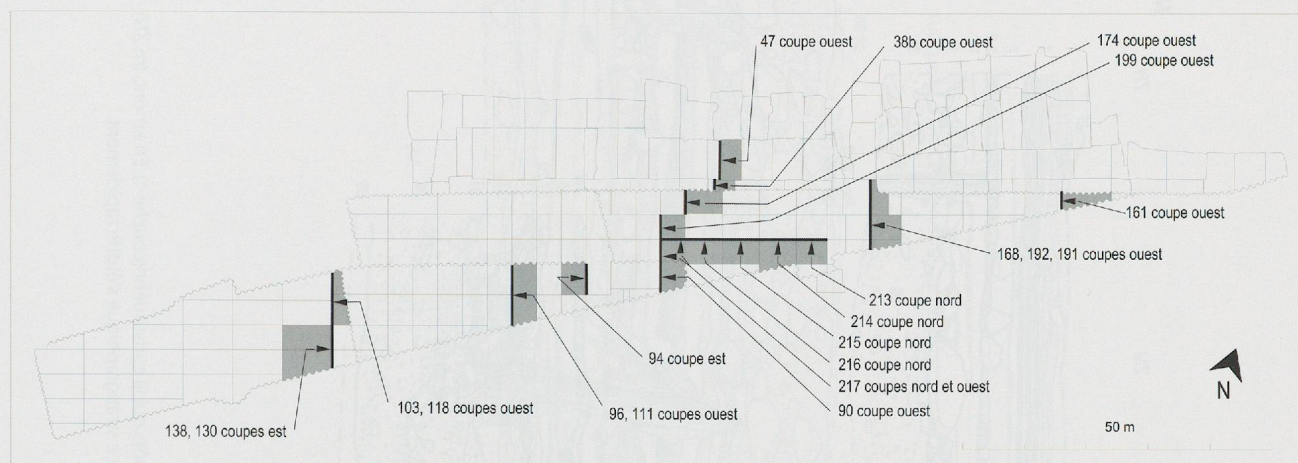 47 coupe ouest
38b coupe ouest
174 coupe ouest
199 coupe ouest
161 coupe ouest
168, 192, 191 coupes ouest
213 coupe nord
214 coupe nord
215 coupe nord
216 coupe nord
217 coupes nord et ouest
90 coupe ouest
94 coupe est
96, 111 coupes ouest
103, 118 coupes ouest
138, 130 coupes est
N
50 m